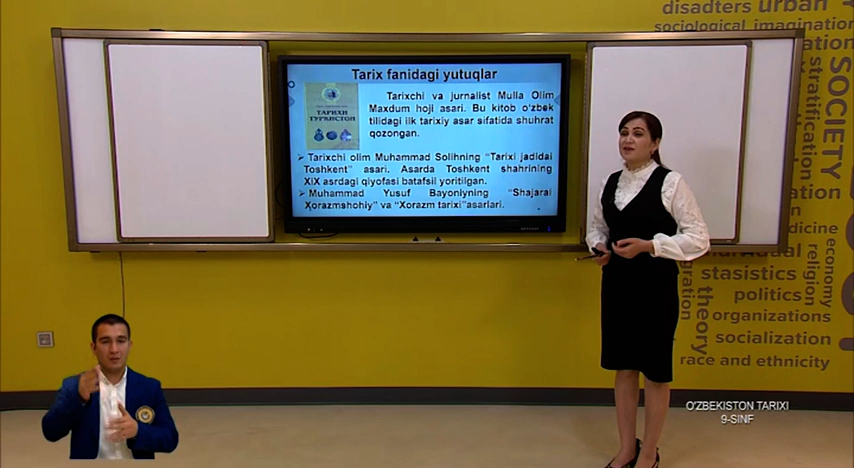 disadters urban
sociological imagination
stratification
SOCIETY
Tarix fanidagi yutuqlar
ТАРИХИ
ТУРКИСТОН
Tarixchi va jurnalist Mulla Olim
Maxdum hoji asari. Bu kitob o‘zbek
tilidagi ilk tarixiy asar sifatida shuhrat
qozongan.
➢ Tarixchi olim Muhammad Solihning “Tarixi jadidai
Toshkent” asari. Asarda Toshkent shahrining
XIX asrdagi qiyofasi batafsil yoritilgan.
➢ Muhammad Yusuf Bayoniyning “Shajarai
Xorazmshohiy” va “Xorazm tarixi”asarlari.
education
stasistics
religion
economy
politics
theory
organizations
socialization
race and ethnicity
O'ZBEKISTON TARIXI
9-SINF